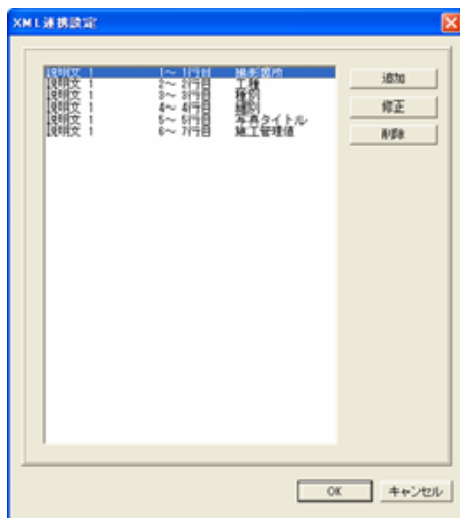 XML連携設定
説明文 1 1～ 1行目 撮影箇所
説明文 1 2～ 2行目 工種
説明文 1 3～ 3行目 種別
説明文 1 4～ 4行目 細別
説明文 1 5～ 5行目 写真タイトル
説明文 1 6～ 7行目 施工管理値
追加
修正
削除
OK
キャンセル